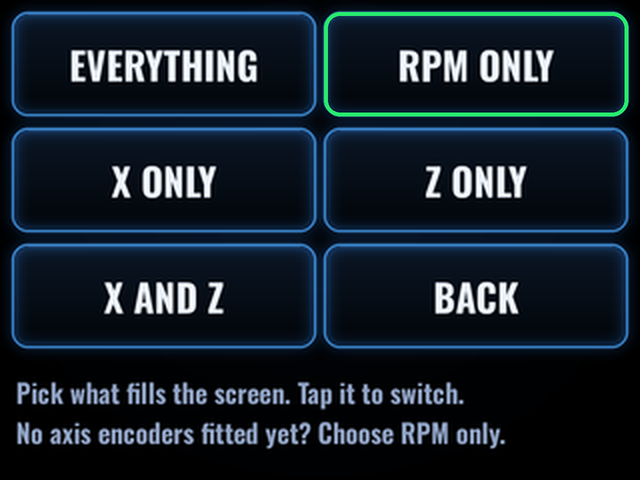 EVERYTHING
RPM ONLY
X ONLY
Z ONLY
X AND Z
BACK
Pick what fills the screen. Tap it to switch.
No axis encoders fitted yet? Choose RPM only.